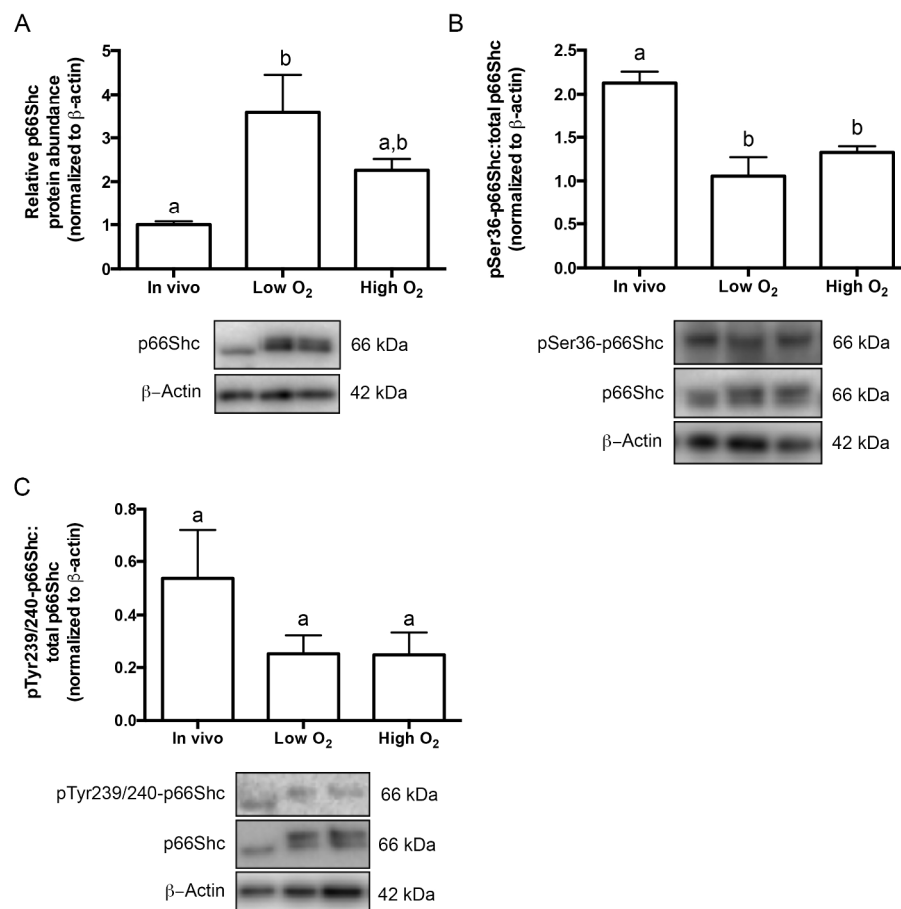 A
Relative p66Shc
protein abundance
(normalized to β-actin)
5
4
3
2
1
0
a
b
a,b
In vivo
Low O₂
High O₂
p66Shc
66 kDa
β–Actin
42 kDa
B
pSer36-p66Shc:total p66Shc
(normalized to β-actin)
2.5
2.0
1.5
1.0
0.5
0.0
a
b
b
In vivo
Low O₂
High O₂
pSer36-p66Shc
66 kDa
p66Shc
66 kDa
β–Actin
42 kDa
C
pTyr239/240-p66Shc:
total p66Shc
(normalized to β-actin)
0.8
0.6
0.4
0.2
0.0
a
a
a
In vivo
Low O₂
High O₂
pTyr239/240-p66Shc
66 kDa
p66Shc
66 kDa
β–Actin
42 kDa